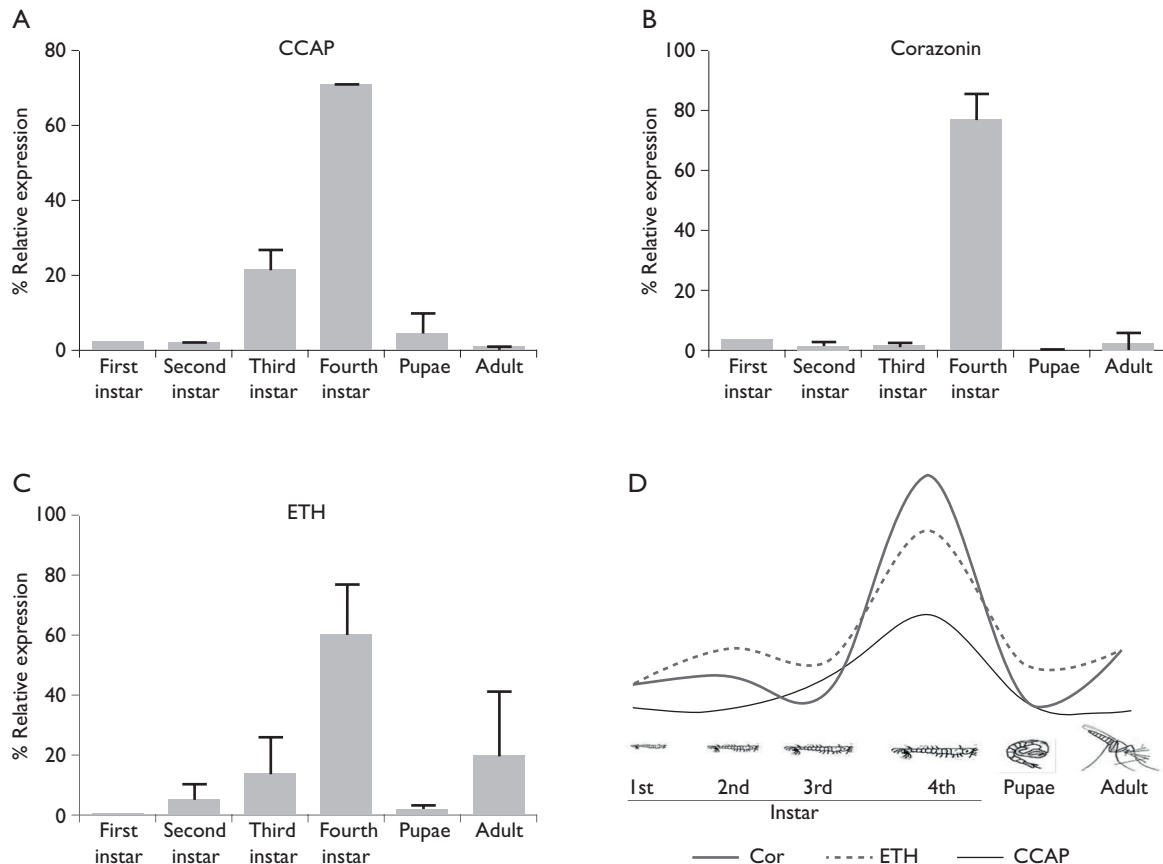 A
CCAP
% Relative expression
80
60
40
20
0
First instar
Second instar
Third instar
Fourth instar
Pupae
Adult
B
Corazonin
% Relative expression
100
80
60
40
20
0
First instar
Second instar
Third instar
Fourth instar
Pupae
Adult
C
ETH
% Relative expression
100
80
60
40
20
0
First instar
Second instar
Third instar
Fourth instar
Pupae
Adult
D
1st 2nd 3rd 4th Pupae Adult
Instar
Cor ETH CCAP